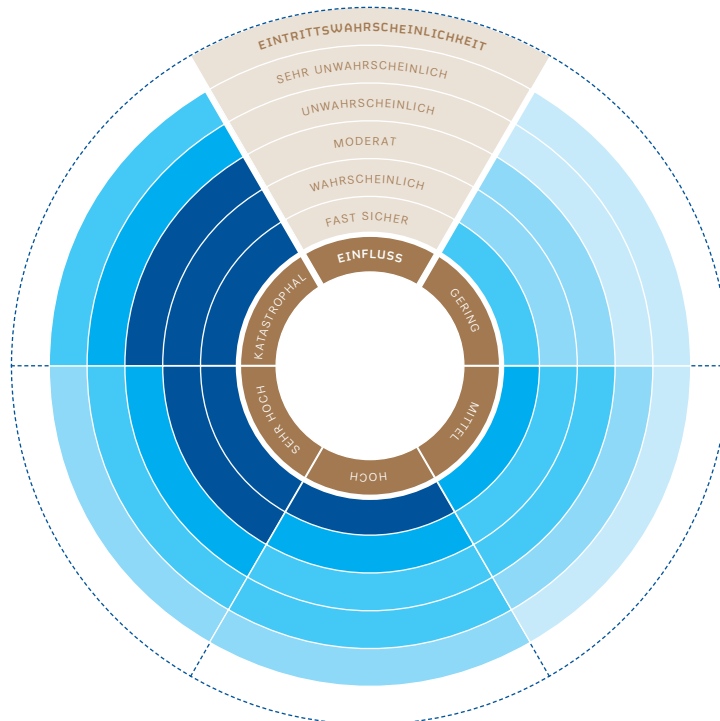 EINTRITTSWAHRSCHEINLICHKEIT
SEHR UNWAHRSCHEINLICH
UNWAHRSCHEINLICH
MODERAT
WAHRSCHEINLICH
FAST SICHER
EINFLUSS
GERING
MITTEL
HOCH
SEHR HOCH
KATASTROPHAL